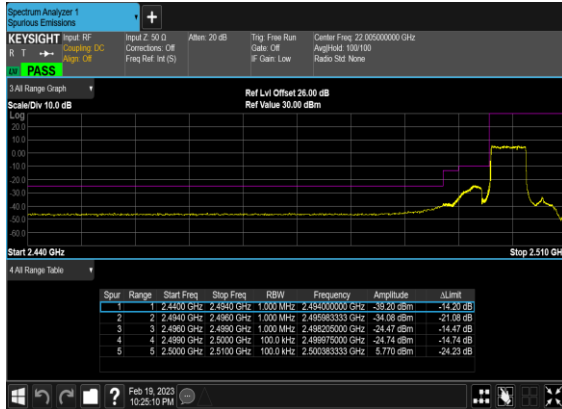 Spectrum Analyzer 1
Spurious Emissions
+
KEYSIGHT Input: RF Input Z: 50 Ω Atten: 20 dB Trig: Free Run Center Freq: 22.005000000 GHz
R T Coupling: DC Corrections: Off Gate: Off Avg|Hold: 100/100
Align: Off Freq Ref: Int (S) IF Gain: Low Radio Std: None
PASS
3 All Range Graph
Ref Lvl Offset 26.00 dB
Scale/Div 10.0 dB Ref Value 30.00 dBm
Log
20.0
10.0
0.00
-10.0
-20.0
-30.0
-40.0
-50.0
-60.0
Start 2.440 GHz Stop 2.510 GH
4 All Range Table
Spur Range Start Freq Stop Freq RBW Frequency Amplitude ΔLimit
1 1 2.4400 GHz 2.4940 GHz 1.000 MHz 2.494000000 GHz -39.20 dBm -14.20 dB
2 2 2.4940 GHz 2.4960 GHz 1.000 MHz 2.495983333 GHz -34.08 dBm -21.08 dB
3 3 2.4960 GHz 2.4990 GHz 1.000 MHz 2.498205000 GHz -24.47 dBm -14.47 dB
4 4 2.4990 GHz 2.5000 GHz 100.0 kHz 2.499975000 GHz -24.74 dBm -14.74 dB
5 5 2.5000 GHz 2.5100 GHz 100.0 kHz 2.500383333 GHz 5.770 dBm -24.23 dB
? Feb 19, 2023
10:25:10 PM